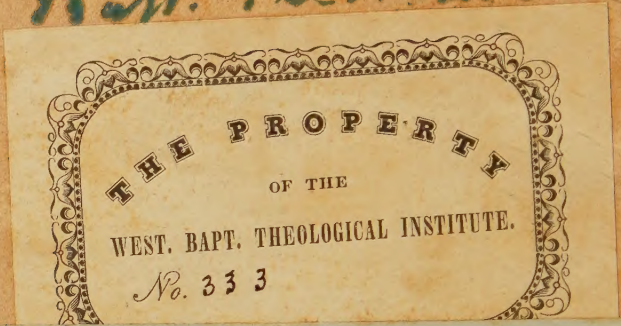 THE PROPERTY
OF THE
WEST. BAPT. THEOLOGICAL INSTITUTE.
No. 333